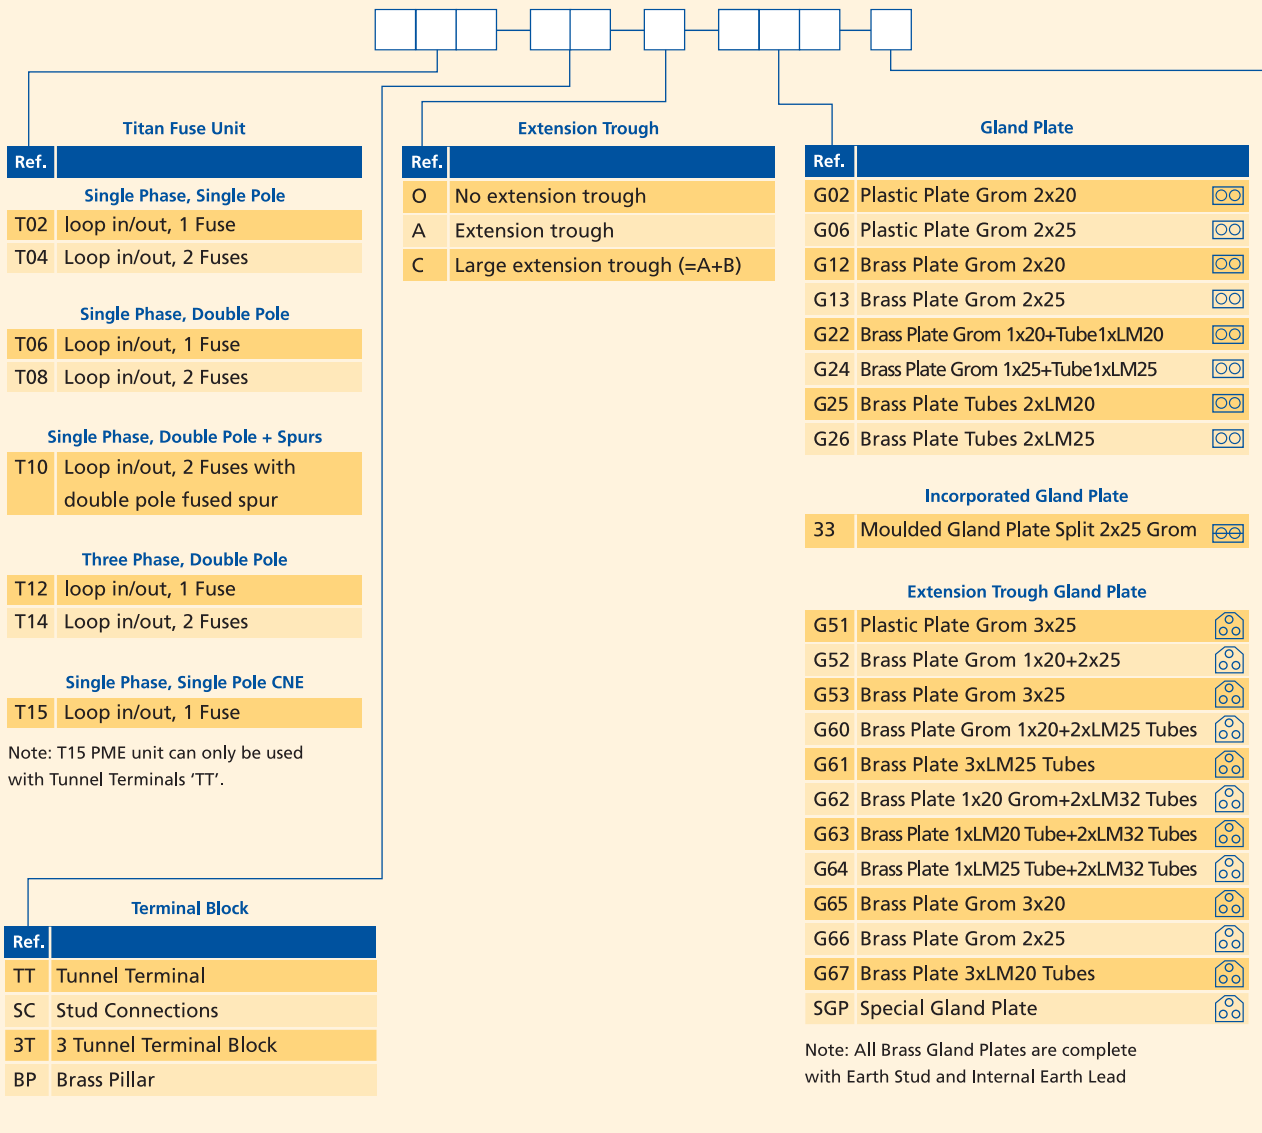 Titan Fuse Unit
Ref.
Single Phase, Single Pole
T02 loop in/out, 1 Fuse
T04 Loop in/out, 2 Fuses
Single Phase, Double Pole
T06 Loop in/out, 1 Fuse
T08 Loop in/out, 2 Fuses
Single Phase, Double Pole + Spurs
T10 Loop in/out, 2 Fuses with
double pole fused spur
Three Phase, Double Pole
T12 loop in/out, 1 Fuse
T14 Loop in/out, 2 Fuses
Single Phase, Single Pole CNE
T15 Loop in/out, 1 Fuse
Note: T15 PME unit can only be used
with Tunnel Terminals ‘TT’.
Terminal Block
Ref.
TT Tunnel Terminal
SC Stud Connections
3T 3 Tunnel Terminal Block
BP Brass Pillar
Extension Trough
Ref.
O No extension trough
A Extension trough
C Large extension trough (=A+B)
Gland Plate
Ref.
G02 Plastic Plate Grom 2x20
G06 Plastic Plate Grom 2x25
G12 Brass Plate Grom 2x20
G13 Brass Plate Grom 2x25
G22 Brass Plate Grom 1x20+Tube1xLM20
G24 Brass Plate Grom 1x25+Tube1xLM25
G25 Brass Plate Tubes 2xLM20
G26 Brass Plate Tubes 2xLM25
Incorporated Gland Plate
33 Moulded Gland Plate Split 2x25 Grom
Extension Trough Gland Plate
G51 Plastic Plate Grom 3x25
G52 Brass Plate Grom 1x20+2x25
G53 Brass Plate Grom 3x25
G60 Brass Plate Grom 1x20+2xLM25 Tubes
G61 Brass Plate 3xLM25 Tubes
G62 Brass Plate 1x20 Grom+2xLM32 Tubes
G63 Brass Plate 1xLM20 Tube+2xLM32 Tubes
G64 Brass Plate 1xLM25 Tube+2xLM32 Tubes
G65 Brass Plate Grom 3x20
G66 Brass Plate Grom 2x25
G67 Brass Plate 3xLM20 Tubes
SGP Special Gland Plate
Note: All Brass Gland Plates are complete
with Earth Stud and Internal Earth Lead